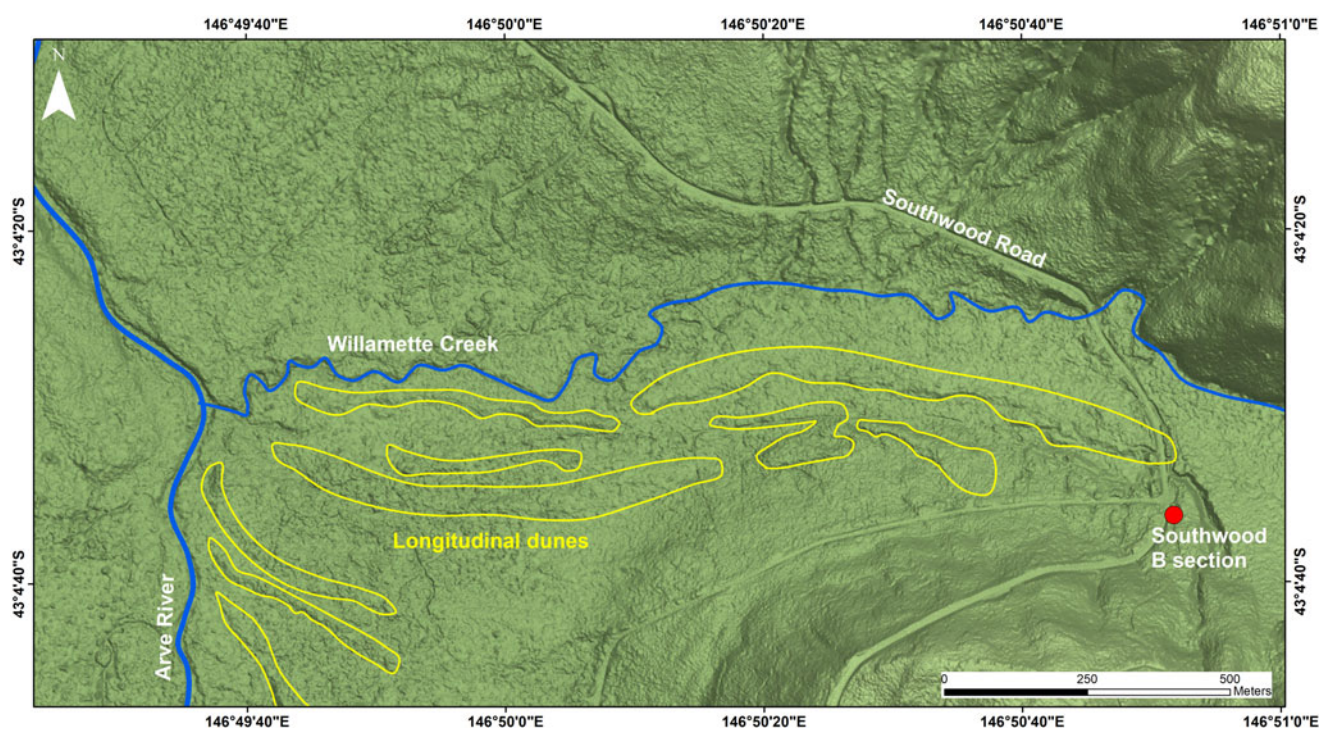 146°49'40"E 146°50'0"E 146°50'20"E 146°50'40"E 146°51'0"E
N
43°4'20"S
43°4'20"S
Southwood Road
Willamette Creek
Longitudinal dunes
Southwood
B section
43°4'40"S
43°4'40"S
Arve River
0 250 500
Meters
146°49'40"E 146°50'0"E 146°50'20"E 146°50'40"E 146°51'0"E